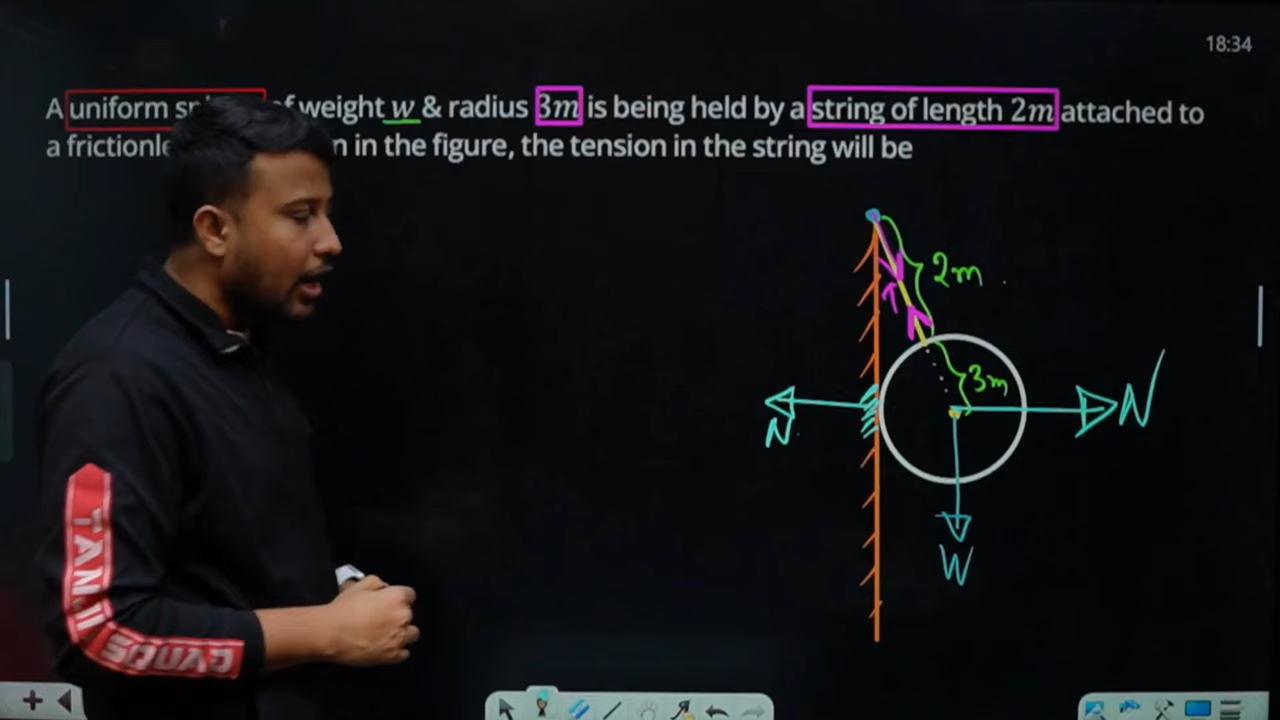 18:34
A uniform of weight w & radius 3m is being held by a string of length 2m attached to
a in the figure, the tension in the string will be
2m
3m
N
N
W
SQUAD